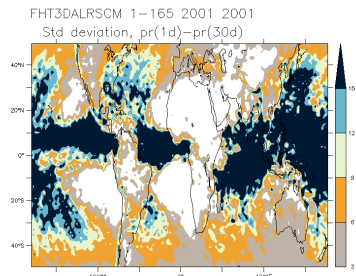 FHT3DALRSCM 1-165 2001 2001
Std deviation, pr(1d)-pr(30d)
40°N
20°N
0°
20°S
40°S
15
12
9
6
3